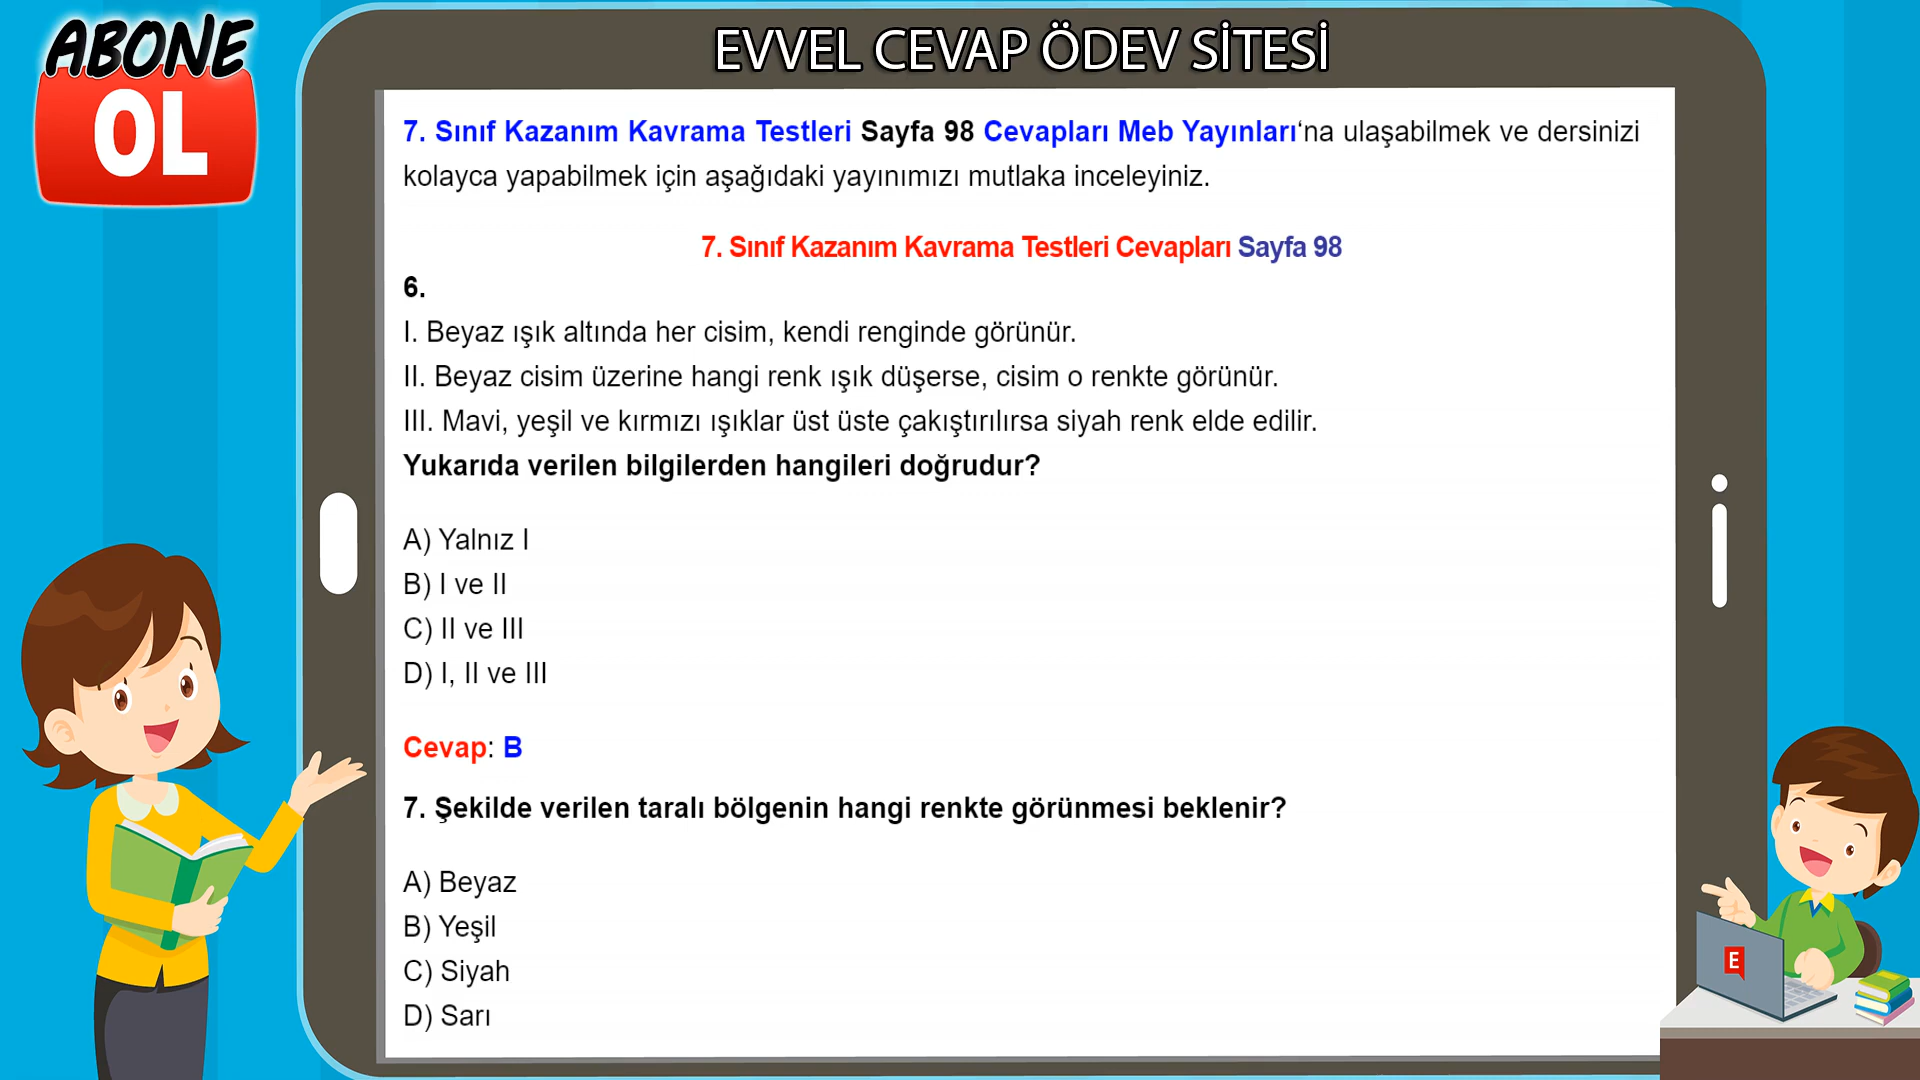 ABONE
OL
EVVEL CEVAP ÖDEV SİTESİ
7. Sınıf Kazanım Kavrama Testleri Sayfa 98 Cevapları Meb Yayınları‘na ulaşabilmek ve dersinizi
kolayca yapabilmek için aşağıdaki yayınımızı mutlaka inceleyiniz.
7. Sınıf Kazanım Kavrama Testleri Cevapları Sayfa 98
6.
I. Beyaz ışık altında her cisim, kendi renginde görünür.
II. Beyaz cisim üzerine hangi renk ışık düşerse, cisim o renkte görünür.
III. Mavi, yeşil ve kırmızı ışıklar üst üste çakıştırılırsa siyah renk elde edilir.
Yukarıda verilen bilgilerden hangileri doğrudur?
A) Yalnız I
B) I ve II
C) II ve III
D) I, II ve III
Cevap: B
7. Şekilde verilen taralı bölgenin hangi renkte görünmesi beklenir?
A) Beyaz
B) Yeşil
C) Siyah
D) Sarı
E